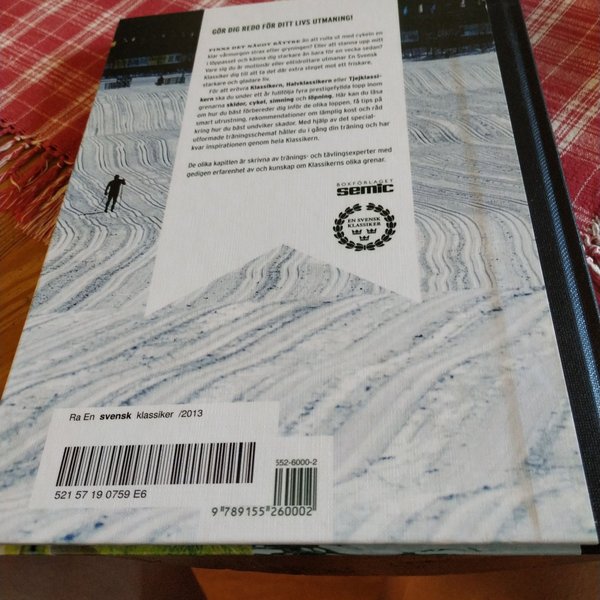 GÖR DIG REDO FÖR DITT LIVS UTMANING!
FINNS DET NÅGOT BÄTTRE än att rulla ut med cykeln en
klar vårmorgon strax efter gryningen? Eller att stanna upp mitt
i löppasset och känna dig starkare än bara för en vecka sedan?
Vare sig du är motionär eller elitidrottare utmanar En Svensk
Klassiker dig till att ta det där extra steget mot ett friskare,
starkare och gladare liv.
För att erövra Klassikern, Halvklassikern eller Tjejklassi-
kern ska du under ett år fullfölja fyra prestigefyllda lopp inom
grenarna skidor, cykel, simning och löpning. Här kan du läsa
om hur du bäst förbereder dig inför de olika loppen, få tips på
smart utrustning, rekommendationer om lämplig kost och råd
kring hur du bäst undviker skador. Med hjälp av det special-
utformade träningsschemat håller du i gång din träning och har
kvar inspirationen genom hela Klassikern.
De olika kapitlen är skrivna av tränings- och tävlingsexperter med
gedigen erfarenhet av och kunskap om Klassikerns olika grenar.
BOKFÖRLAGET
semic
EN SVENSK
KLASSIKER
Ra En svensk klassiker /2013
552-6000-2
521 57 19 0759 E6
9 789155 260002